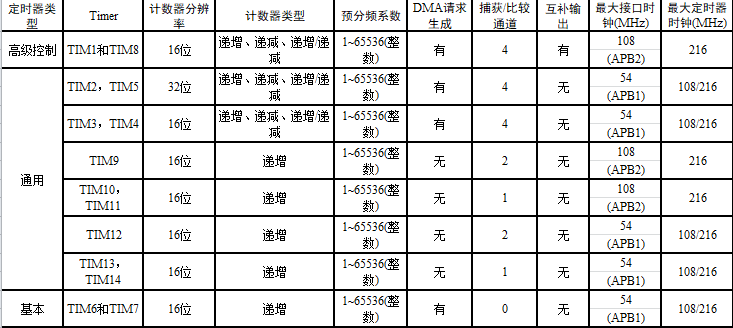 定时器类型 Timer 计数器分辨率 计数器类型 预分频系数 DMA请求生成 捕获/比较通道 互补输出 最大接口时钟(MHz) 最大定时器时钟(MHz)
高级控制 TIM1和TIM8 16位 递增、递减、递增/递减 1~65536(整数) 有 4 有 108 (APB2) 216
通用 TIM2，TIM5 32位 递增、递减、递增/递减 1~65536(整数) 有 4 无 54 (APB1) 108/216
TIM3，TIM4 16位 递增、递减、递增/递减 1~65536(整数) 有 4 无 54 (APB1) 108/216
TIM9 16位 递增 1~65536(整数) 无 2 无 108 (APB2) 216
TIM10，TIM11 16位 递增 1~65536(整数) 无 1 无 108 (APB2) 216
TIM12 16位 递增 1~65536(整数) 无 2 无 54 (APB1) 108/216
TIM13，TIM14 16位 递增 1~65536(整数) 无 1 无 54 (APB1) 108/216
基本 TIM6和TIM7 16位 递增 1~65536(整数) 有 0 无 54 (APB1) 108/216